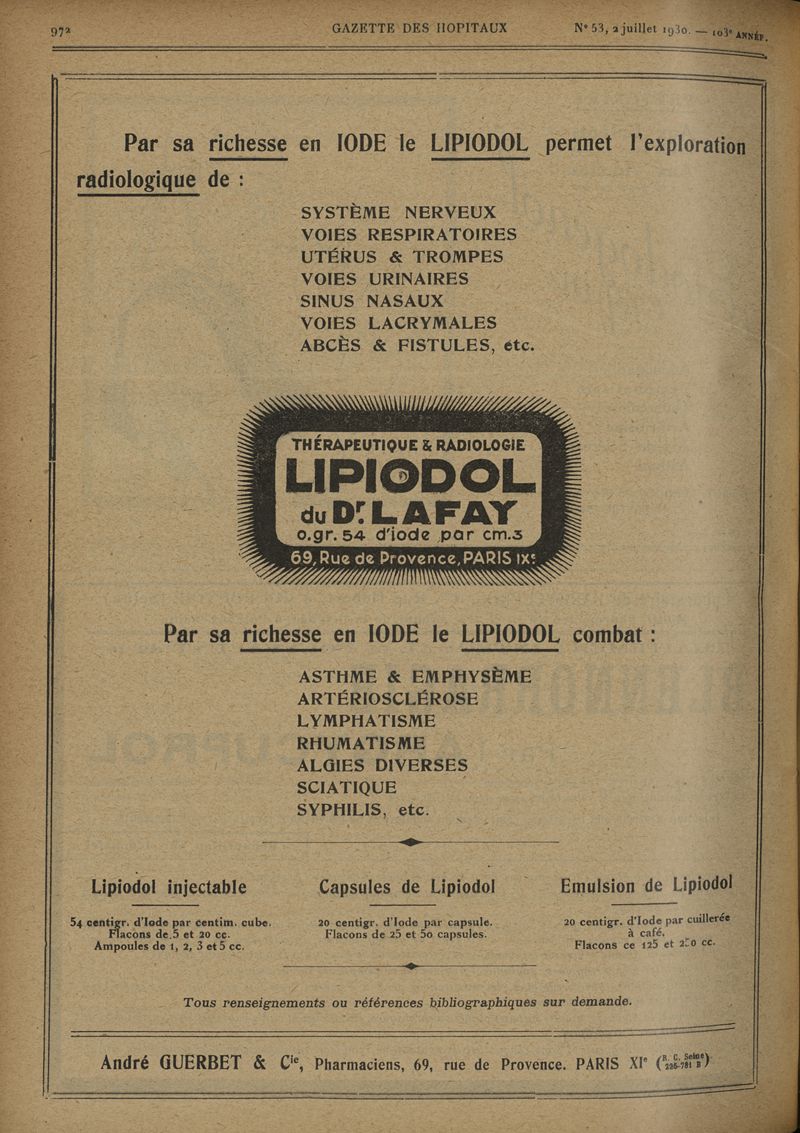 972 GAZETTE DES HOPITAUX N° 53, 2 juillet 1930. — 103e ANNÉE.
Par sa richesse en IODE le LIPIODOL permet l'exploration
radiologique de :
SYSTÈME NERVEUX
VOIES RESPIRATOIRES
UTÉRUS & TROMPES
VOIES URINAIRES
SINUS NASAUX
VOIES LACRYMALES
ABCÈS & FISTULES, etc.
THÉRAPEUTIQUE & RADIOLOGIE
LIPIODOL
du Dr. LAFAY
0.gr. 54 d'iode par cm.3
69, Rue de Provence, PARIS IXe
Par sa richesse en IODE le LIPIODOL combat :
ASTHME & EMPHYSÈME
ARTÉRIOSCLÉROSE
LYMPHATISME
RHUMATISME
ALGIES DIVERSES
SCIATIQUE
SYPHILIS, etc.
Lipiodol injectable
54 centigr. d'Iode par centim. cube.
Flacons de 5 et 20 cc.
Ampoules de 1, 2, 3 et 5 cc.
Capsules de Lipiodol
20 centigr. d'Iode par capsule.
Flacons de 25 et 50 capsules.
Emulsion de Lipiodol
20 centigr. d'Iode par cuillerée
à café.
Flacons ce 125 et cc.
Tous renseignements ou références bibliographiques sur demande.
André GUERBET & Cie, Pharmaciens, 69, rue de Provence. PARIS XIe (R. C. Seine
B)